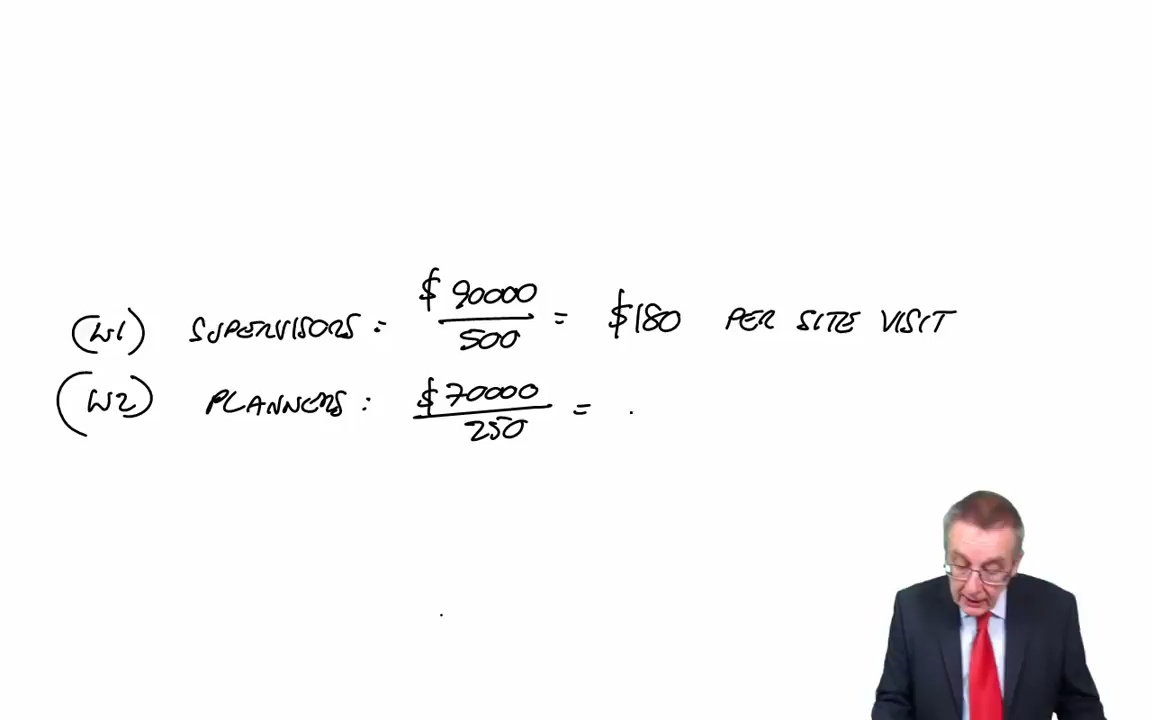 (W1) SUPERVISORS = $90000/500 = $180 PER SITE VISIT
(W2) PLANNERS : $70000/250 =